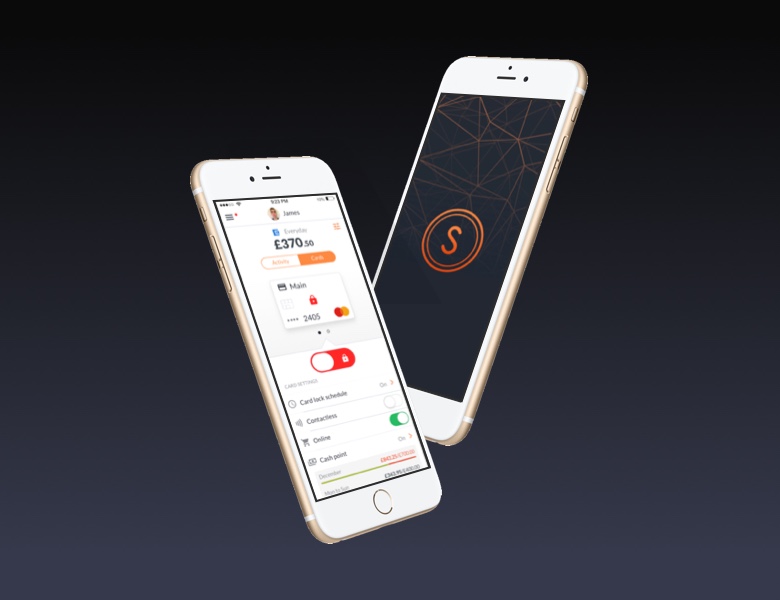 9:23 PM
James
Everyday
£370.50
Activity Cards
Main
•••• 2405
CARD SETTINGS
Card lock schedule On
Contactless
Online
Cash point On
December
S